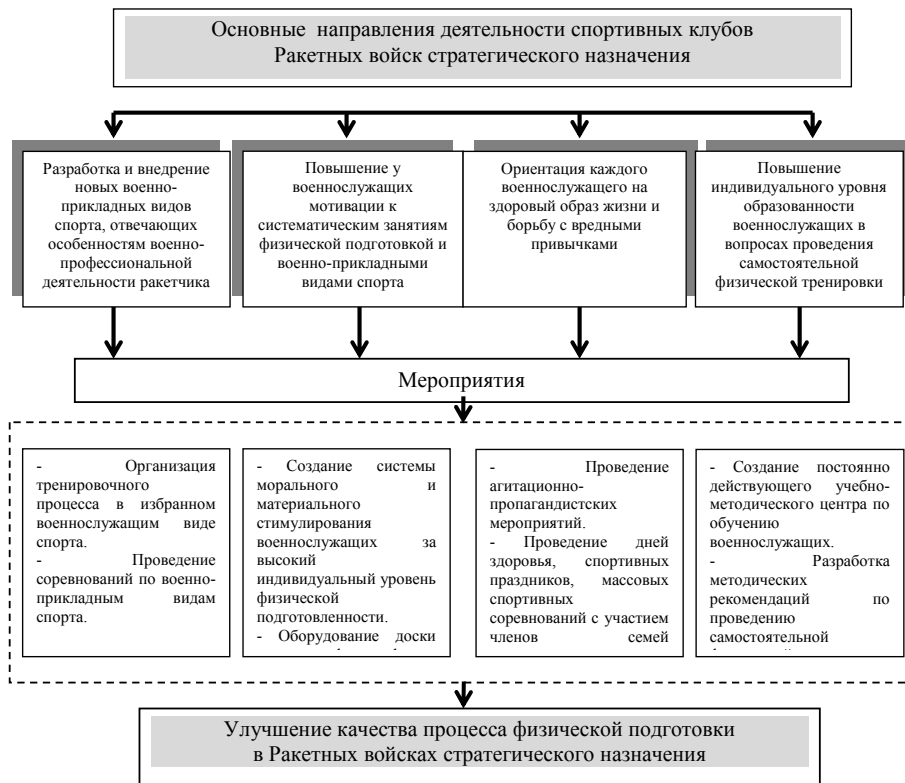 Основные направления деятельности спортивных клубов
Ракетных войск стратегического назначения
Разработка и внедрение
новых военно-
прикладных видов
спорта, отвечающих
особенностям военно-
профессиональной
деятельности ракетчика
Повышение у
военнослужащих
мотивации к
систематическим занятиям
физической подготовкой и
военно-прикладными
видами спорта
Ориентация каждого
военнослужащего на
здоровый образ жизни и
борьбу с вредными
привычками
Повышение
индивидуального уровня
образованности
военнослужащих в
вопросах проведения
самостоятельной
физической тренировки
Мероприятия
- Организация
тренировочного
процесса в избранном
военнослужащим виде
спорта.
- Проведение
соревнований по военно-
прикладным видам
спорта.
- Создание системы
морального и
материального
стимулирования
военнослужащих за
высокий
индивидуальный уровень
физической
подготовленности.
- Оборудование доски
- Проведение
агитационно-
пропагандистских
мероприятий.
- Проведение дней
здоровья, спортивных
праздников, массовых
спортивных
соревнований с участием
членов семей
- Создание постоянно
действующего учебно-
методического центра по
обучению
военнослужащих.
- Разработка
методических
рекомендаций по
проведению
самостоятельной
Улучшение качества процесса физической подготовки
в Ракетных войсках стратегического назначения